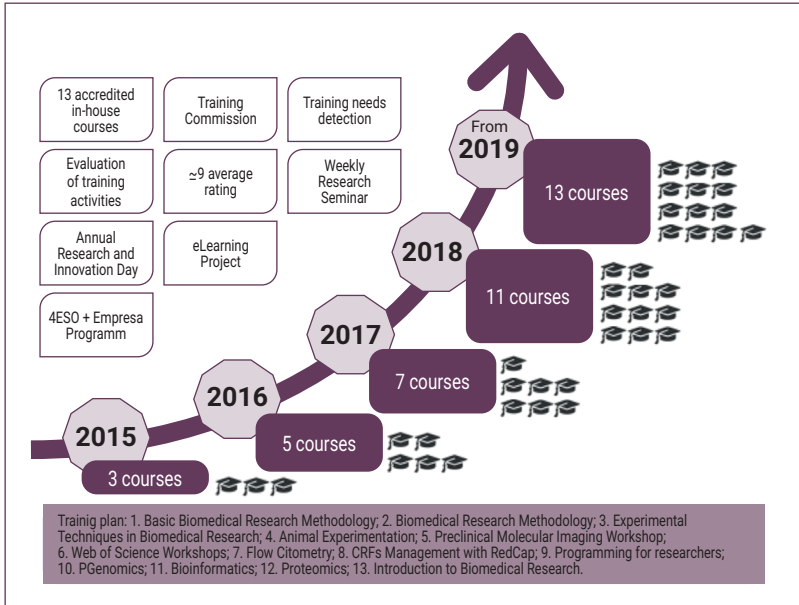 13 accredited
in-house
courses
Training
Commission
Training needs
detection
Evaluation
of training
activities
≃9 average
rating
Weekly
Research
Seminar
Annual
Research and
Innovation Day
eLearning
Project
4ESO + Empresa
Programm
From
2019
13 courses
2018
11 courses
2017
7 courses
2016
5 courses
2015
3 courses
Trainig plan: 1. Basic Biomedical Research Methodology; 2. Biomedical Research Methodology; 3. Experimental
Techniques in Biomedical Research; 4. Animal Experimentation; 5. Preclinical Molecular Imaging Workshop;
6. Web of Science Workshops; 7. Flow Citometry; 8. CRFs Management with RedCap; 9. Programming for researchers;
10. PGenomics; 11. Bioinformatics; 12. Proteomics; 13. Introduction to Biomedical Research.